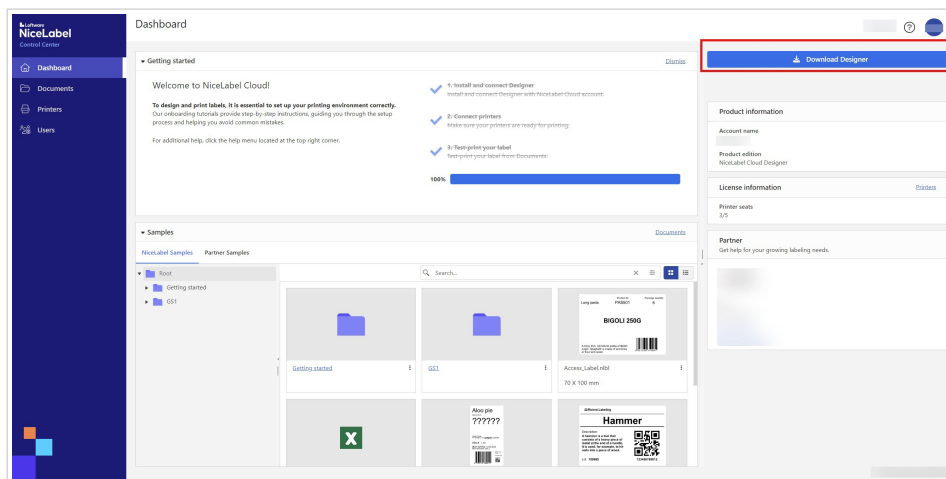 Loftware
NiceLabel
Control Center
Dashboard
Documents
Printers
Users
Dashboard
Getting started
Dismiss
Welcome to NiceLabel Cloud!
To design and print labels, it is essential to set up your printing environment correctly.
Our onboarding tutorials provide step-by-step instructions, guiding you through the setup
process and helping you avoid common mistakes.
For additional help, click the help menu located at the top right corner.
1: Install and connect Designer
Install and connect Designer with NiceLabel Cloud account.
2: Connect printers
Make sure your printers are ready for printing.
3: Test-print your label
Test-print your label from Documents.
100%
Samples
Documents
NiceLabel Samples
Partner Samples
Root
Getting started
GS1
Search...
Getting started
GS1
Long pasta
PAS501
6
BIGOLI 250G
Access_Label.nlbl
70 X 100 mm
Aloo pie
??????
Hammer
Download Designer
Product information
Account name
Product edition
NiceLabel Cloud Designer
License information
Printers
Printer seats
3/5
Partner
Get help for your growing labeling needs.